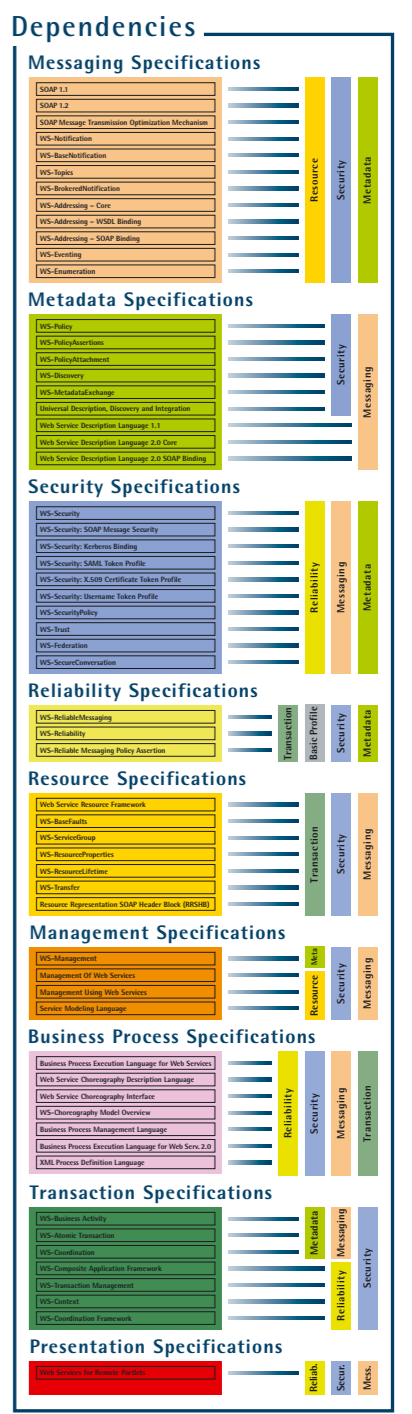 Dependencies
Messaging Specifications
SOAP 1.1
SOAP 1.2
SOAP Message Transmission Optimization Mechanism
WS-Notification
WS-BaseNotification
WS-Topics
WS-BrokeredNotification
WS-Addressing – Core
WS-Addressing – WSDL Binding
WS-Addressing – SOAP Binding
WS-Eventing
WS-Enumeration
Resource
Security
Metadata
Metadata Specifications
WS-Policy
WS-PolicyAssertions
WS-PolicyAttachment
WS-Discovery
WS-MetadataExchange
Universal Description, Discovery and Integration
Web Service Description Language 1.1
Web Service Description Language 2.0 Core
Web Service Description Language 2.0 SOAP Binding
Security
Messaging
Security Specifications
WS-Security
WS-Security: SOAP Message Security
WS-Security: Kerberos Binding
WS-Security: SAML Token Profile
WS-Security: X.509 Certificate Token Profile
WS-Security: Username Token Profile
WS-SecurityPolicy
WS-Trust
WS-Federation
WS-SecureConversation
Reliability
Messaging
Metadata
Reliability Specifications
WS-ReliableMessaging
WS-Reliability
WS-Reliable Messaging Policy Assertion
Transaction
Basic Profile
Security
Metadata
Resource Specifications
Web Service Resource Framework
WS-BaseFaults
WS-ServiceGroup
WS-ResourceProperties
WS-ResourceLifetime
WS-Transfer
Resource Representation SOAP Header Block (RRSHB)
Transaction
Security
Messaging
Management Specifications
WS-Management
Management Of Web Services
Management Using Web Services
Service Modeling Language
Meta
Resource
Security
Messaging
Business Process Specifications
Business Process Execution Language for Web Services
Web Service Choreography Description Language
Web Service Choreography Interface
WS-Choreography Model Overview
Business Process Management Language
Business Process Execution Language for Web Serv. 2.0
XML Process Definition Language
Reliability
Security
Messaging
Transaction
Transaction Specifications
WS-Business Activity
WS-Atomic Transaction
WS-Coordination
WS-Composite Application Framework
WS-Transaction Management
WS-Context
WS-Coordination Framework
Metadata
Messaging
Reliability
Security
Presentation Specifications
Web Services for Remote Portlets
Reliab.
Secur.
Mess.